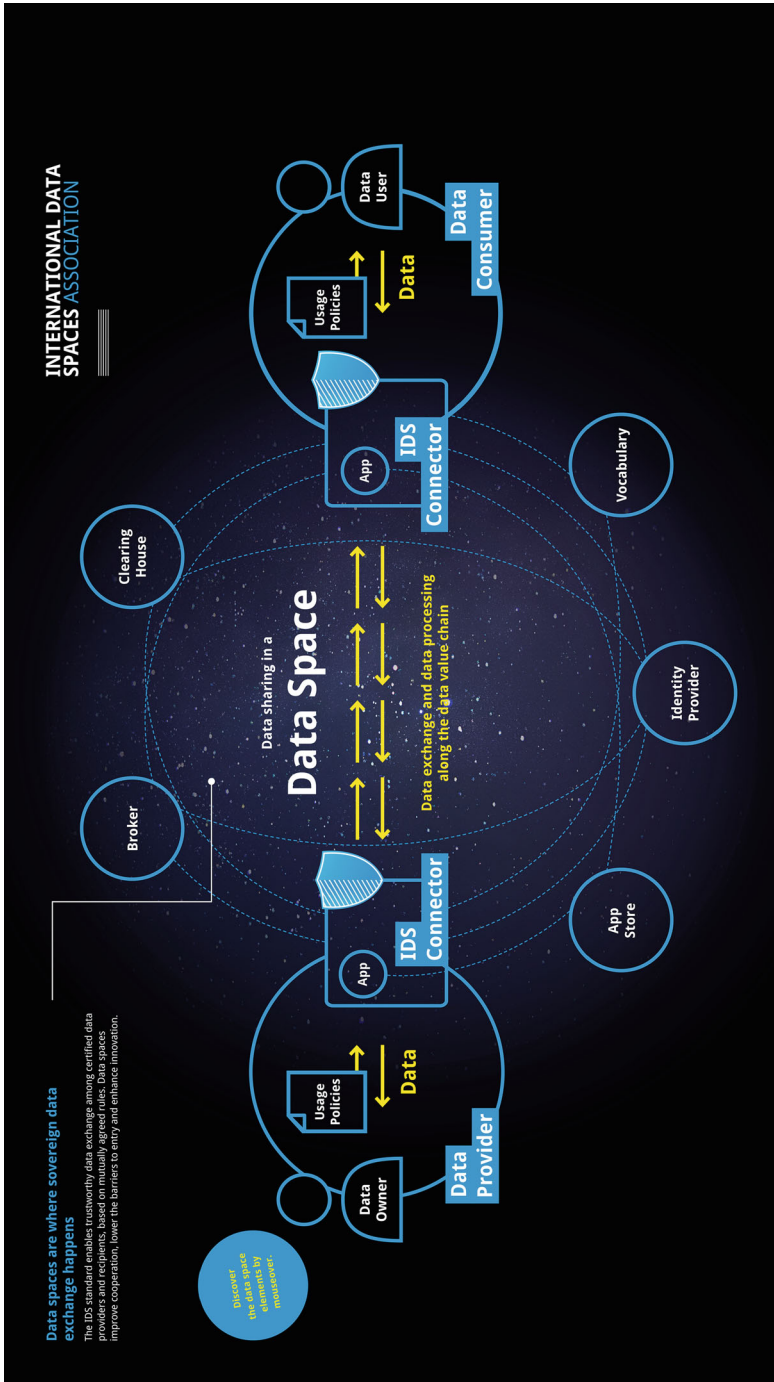 Data spaces are where sovereign data
exchange happens
The IDS standard enables trustworthy data exchange among certified data
providers and recipients, based on mutually agreed rules. Data spaces
improve cooperation, lower the barriers to entry and enhance innovation.
INTERNATIONAL DATA
SPACES ASSOCIATION
Broker
Clearing
House
Discover
the data space
elements by
mouseover.
Data sharing in a
Data Space
Data
Owner
Usage
Policies
Data
App
IDS
Connector
Data
Provider
Data exchange and data processing
along the data value chain
App
IDS
Connector
Usage
Policies
Data
Data
User
Data
Consumer
App
Store
Identity
Provider
Vocabulary